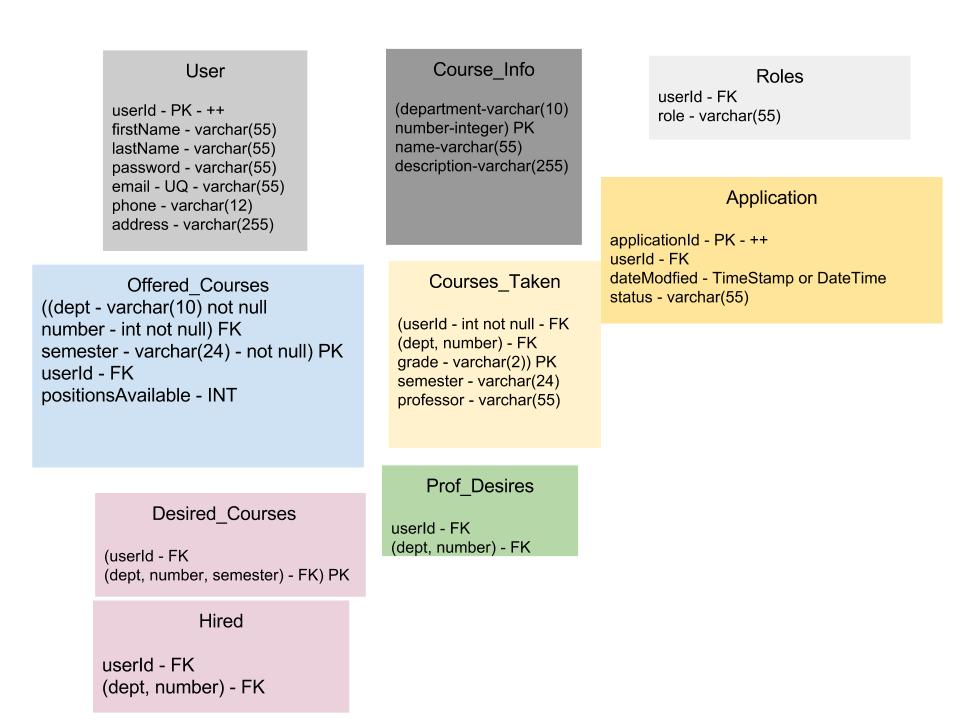 User
userId - PK - ++
firstName - varchar(55)
lastName - varchar(55)
password - varchar(55)
email - UQ - varchar(55)
phone - varchar(12)
address - varchar(255)
Course_Info
(department-varchar(10)
number-integer) PK
name-varchar(55)
description-varchar(255)
Roles
userId - FK
role - varchar(55)
Application
applicationId - PK - ++
userId - FK
dateModfied - TimeStamp or DateTime
status - varchar(55)
Offered_Courses
((dept - varchar(10) not null
number - int not null) FK
semester - varchar(24) - not null) PK
userId - FK
positionsAvailable - INT
Courses_Taken
(userId - int not null - FK
(dept, number) - FK
grade - varchar(2)) PK
semester - varchar(24)
professor - varchar(55)
Prof_Desires
userId - FK
(dept, number) - FK
Desired_Courses
(userId - FK
(dept, number, semester) - FK) PK
Hired
userId - FK
(dept, number) - FK